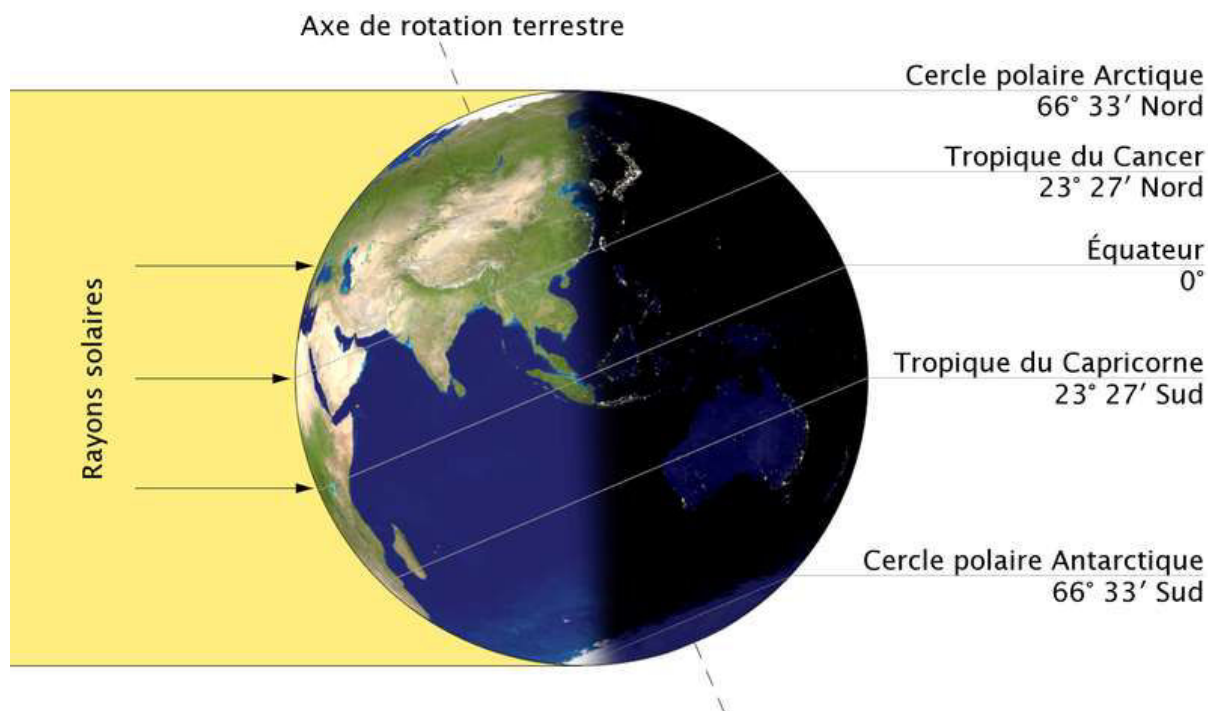 Axe de rotation terrestre
Cercle polaire Arctique
66° 33′ Nord
Tropique du Cancer
23° 27′ Nord
Équateur
0°
Rayons solaires
Tropique du Capricorne
23° 27′ Sud
Cercle polaire Antarctique
66° 33′ Sud